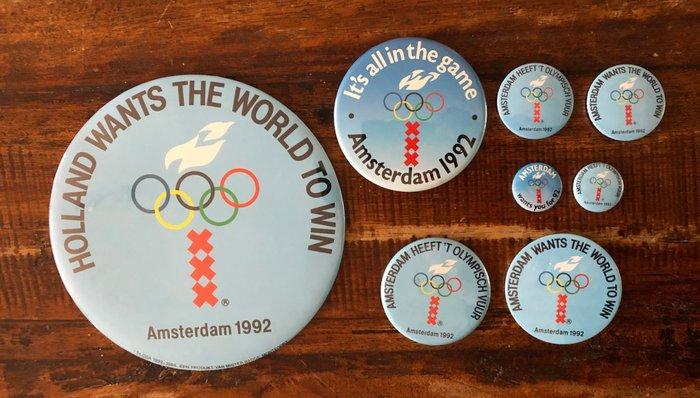 HOLLAND WANTS THE WORLD TO WIN
®
Amsterdam 1992
It's all in the game
Amsterdam 1992
AMSTERDAM HEEFT 'T OLYMPISCH VUUR
Amsterdam 1992
AMSTERDAM WANTS THE WORLD TO WIN
Amsterdam 1992
AMSTERDAM
wants you for 92
AMSTERDAM HEEFT 'T OLYMPISCH VUUR
AMSTERDAM HEEFT 'T OLYMPISCH VUUR
Amsterdam 1992
AMSTERDAM WANTS THE WORLD TO WIN
®
Amsterdam 1992